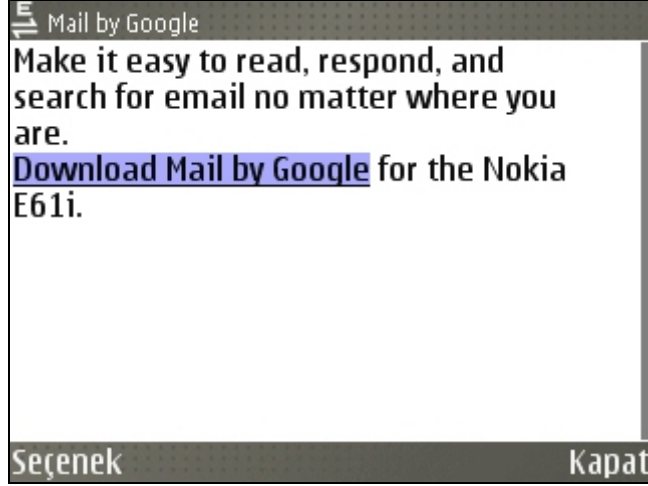 Mail by Google
Make it easy to read, respond, and
search for email no matter where you
are.
Download Mail by Google for the Nokia
E61i.
Seçenek Kapat